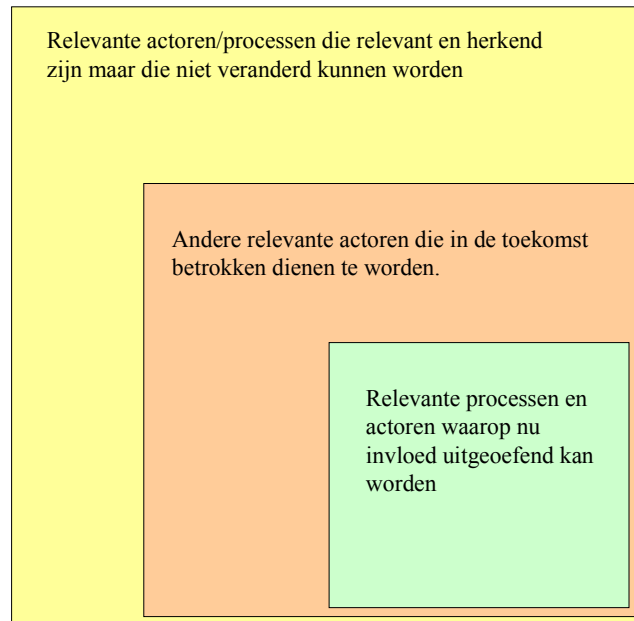 Relevante actoren/processen die relevant en herkend
zijn maar die niet veranderd kunnen worden
Andere relevante actoren die in de toekomst
betrokken dienen te worden.
Relevante processen en
actoren waarop nu
invloed uitgeoefend kan
worden